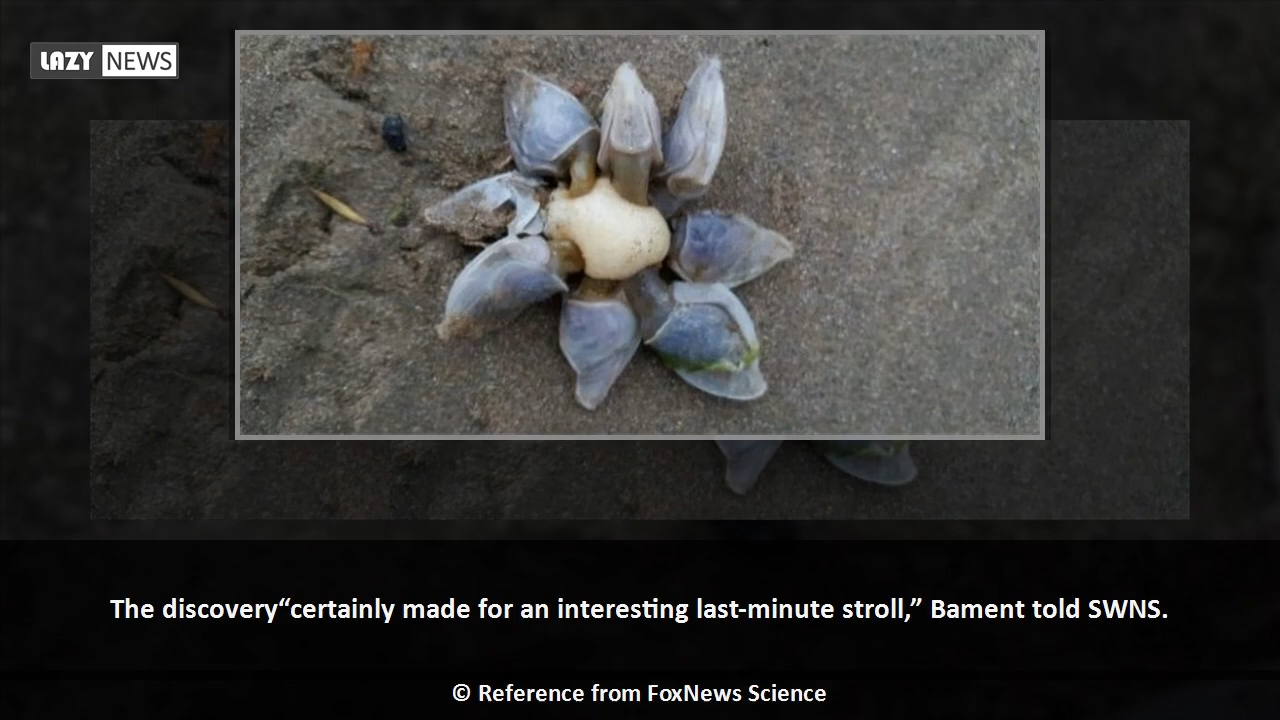 LAZY NEWS
The discovery“certainly made for an interesting last-minute stroll,” Bament told SWNS.
© Reference from FoxNews Science